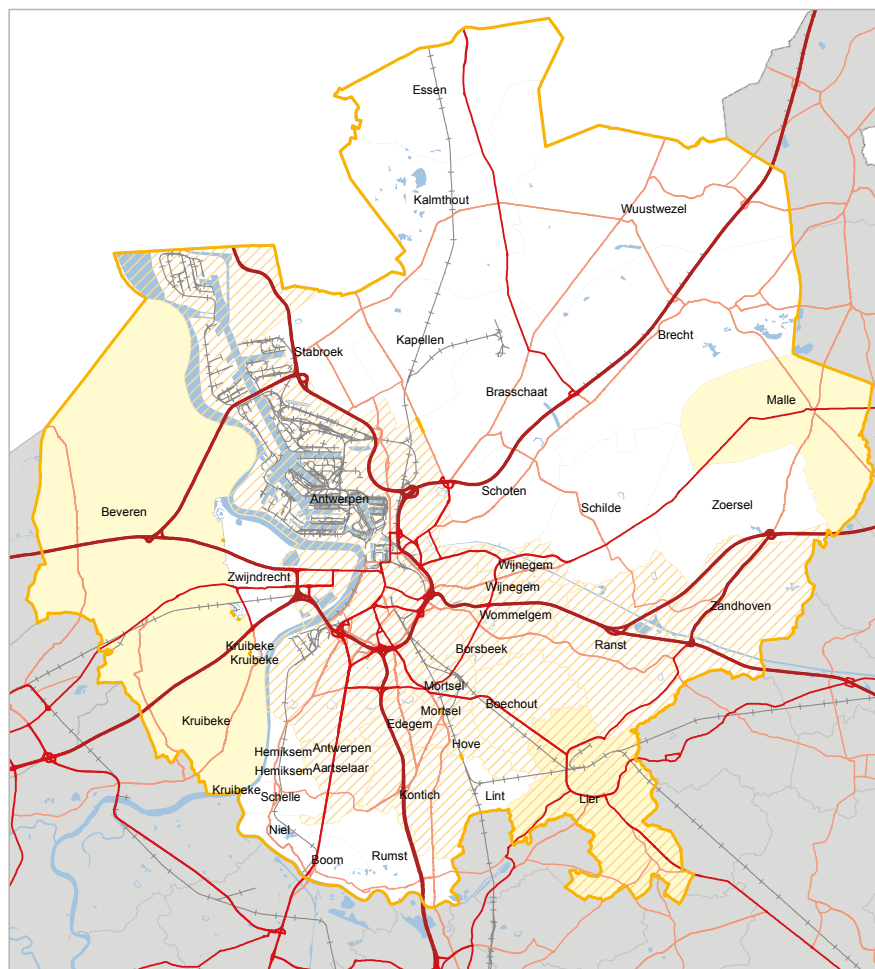 Essen
Kalmthout
Wuustwezel
Kapellen
Brecht
Stabroek
Brasschaat
Malle
Antwerpen
Schoten
Schilde
Zoersel
Beveren
Wijnegem
Zwijndrecht
Wijnegem
Zandhoven
Wommelgem
Ranst
Kruibeke
Borsbeek
Kruibeke
Mortsel
Boechout
Mortsel
Kruibeke
Edegem
Hove
Hemiksem
Antwerpen
Hemiksem
Aartselaar
Kruibeke
Schelle
Kontich
Lint
Lier
Niel
Boom
Rumst